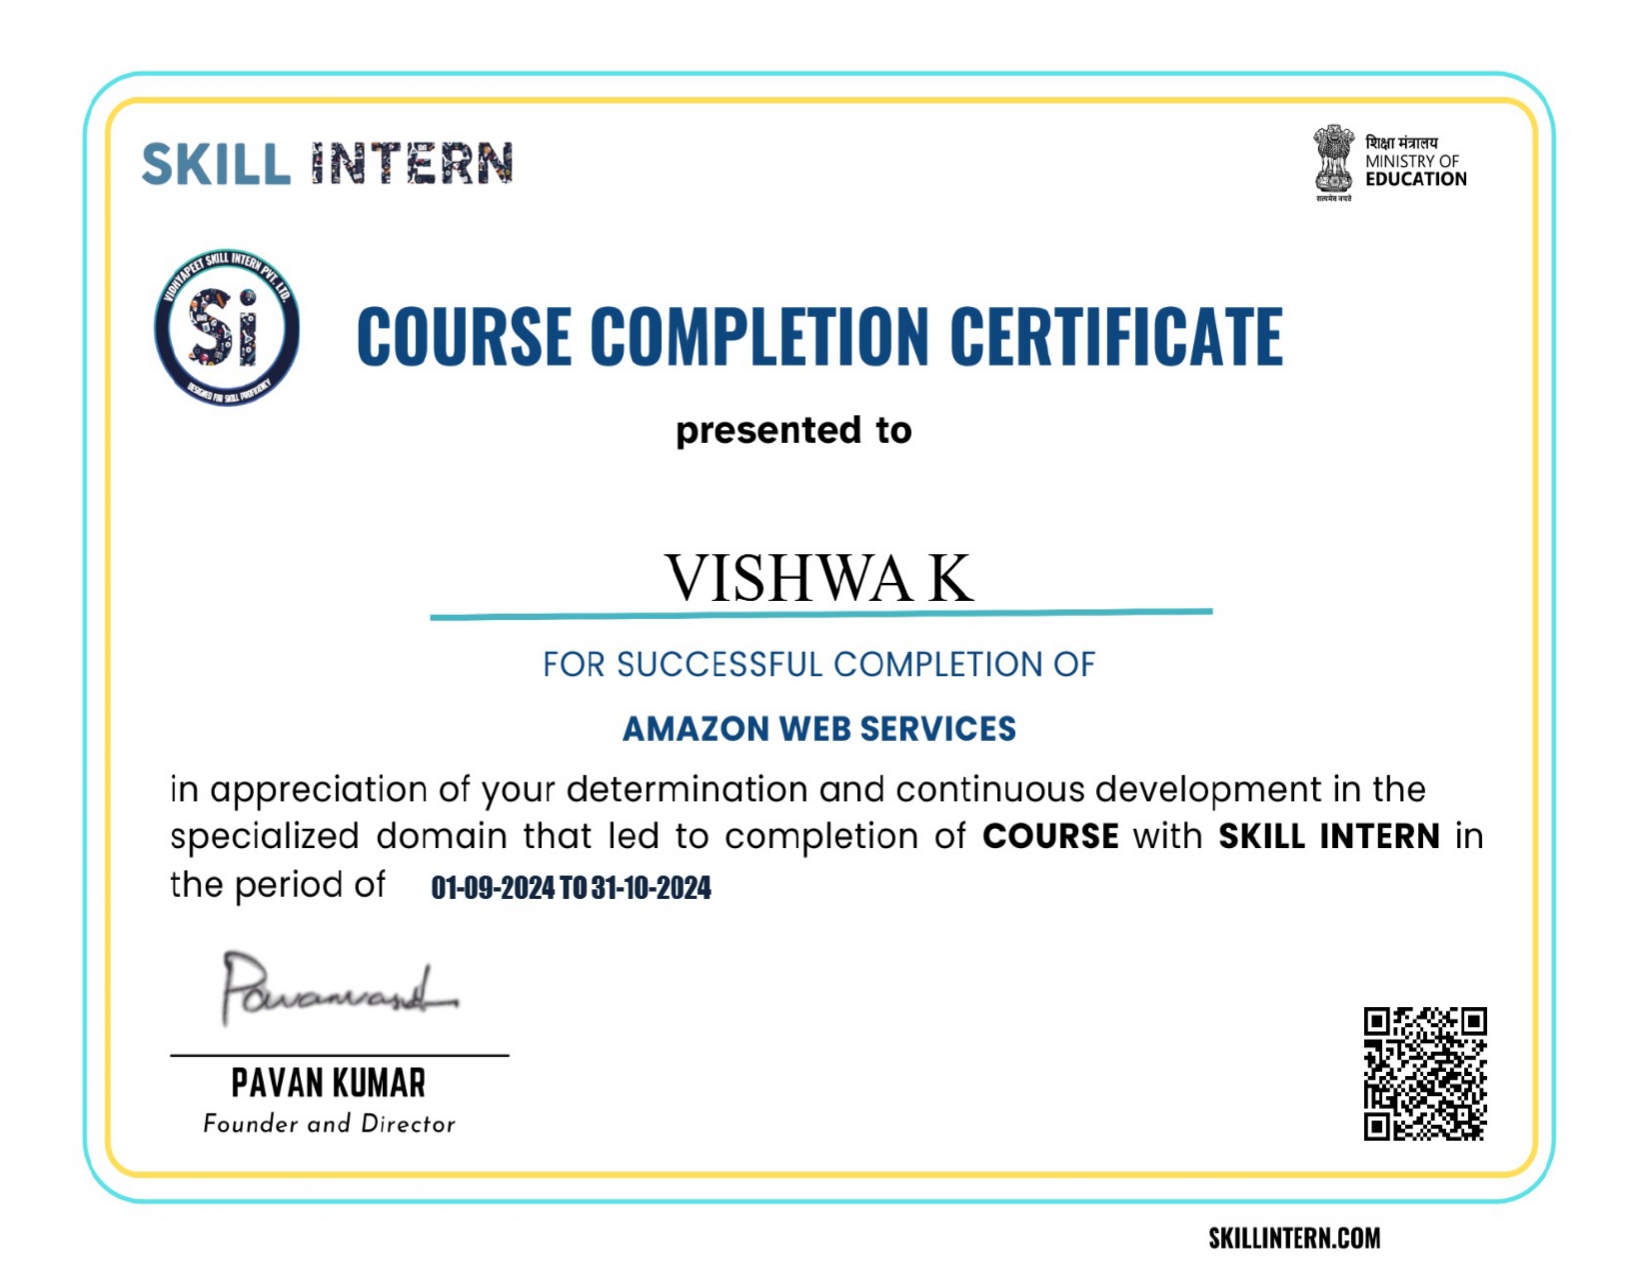 SKILL INTERN
शिक्षा मंत्रालय
MINISTRY OF
EDUCATION
सत्यमेव जयते
VIDHYAPEET SKILL INTERN PVT. LTD.
Si
DESIGNED FOR SKILL PROFICIENCY
COURSE COMPLETION CERTIFICATE
presented to
VISHWA K
FOR SUCCESSFUL COMPLETION OF
AMAZON WEB SERVICES
in appreciation of your determination and continuous development in the
specialized domain that led to completion of COURSE with SKILL INTERN in
the period of 01-09-2024 TO 31-10-2024
PAVAN KUMAR
Founder and Director
SKILLINTERN.COM